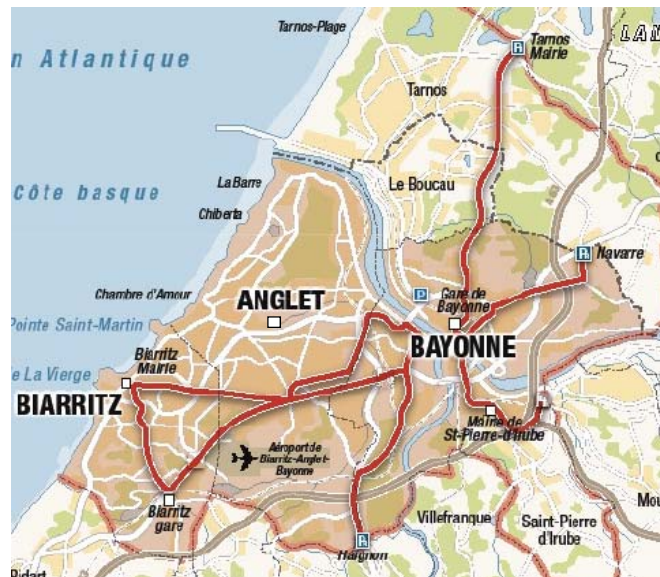 Tarnos-Plage
Tarnos
Mairie
LAN
n Atlantique
Tarnos
La Barre
Le Boucau
Côte basque
Chiberta
Navarre
Chambre d'Amour
P
ANGLET
Gare de
Bayonne
Pointe Saint-Martin
BAYONNE
Biarritz
Mairie
e La Vierge
BIARRITZ
Mairie de
St-Pierre-d'Irube
Aéroport de
Biarritz-Anglet-
Bayonne
Biarritz
gare
Villefranque
Saint-Pierre
d'Irube
Mou
Pidart